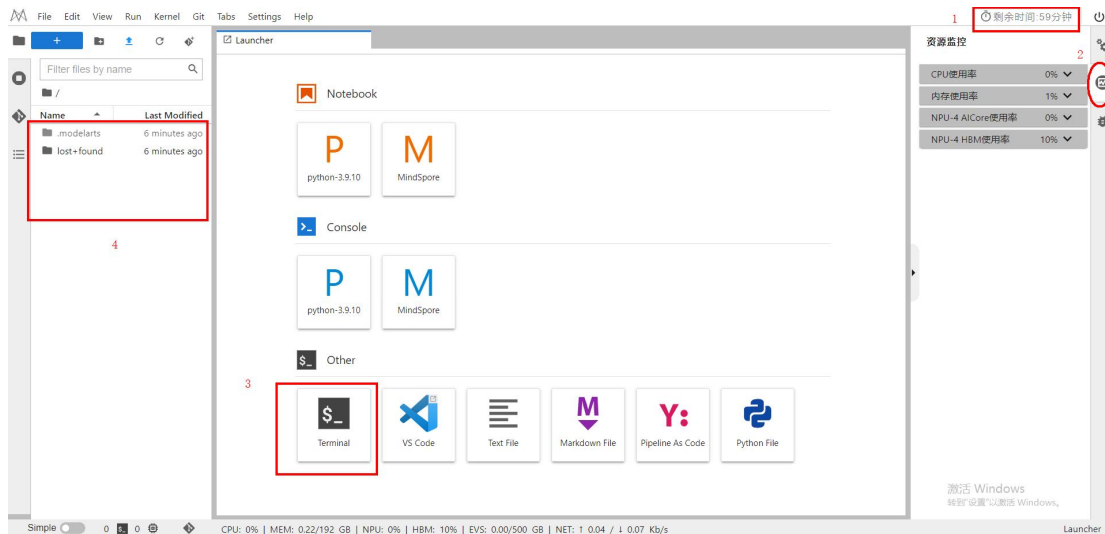 File Edit View Run Kernel Git Tabs Settings Help
1
剩余时间:59分钟
+
Launcher
资源监控
2
Filter files by name
/
Name Last Modified
.modelarts 6 minutes ago
lost+found 6 minutes ago
4
Notebook
P
python-3.9.10
M
MindSpore
Console
P
python-3.9.10
M
MindSpore
Other
3
$_
Terminal
VS Code
Text File
M
Markdown File
Y:
Pipeline As Code
Python File
CPU使用率 0%
内存使用率 1%
NPU-4 AICore使用率 0%
NPU-4 HBM使用率 10%
激活 Windows
转到"设置"以激活 Windows。
Simple 0 $_ 0 CPU: 0% | MEM: 0.22/192 GB | NPU: 0% | HBM: 10% | EVS: 0.00/500 GB | NET: ↑ 0.04 / ↓ 0.07 Kb/s Launcher